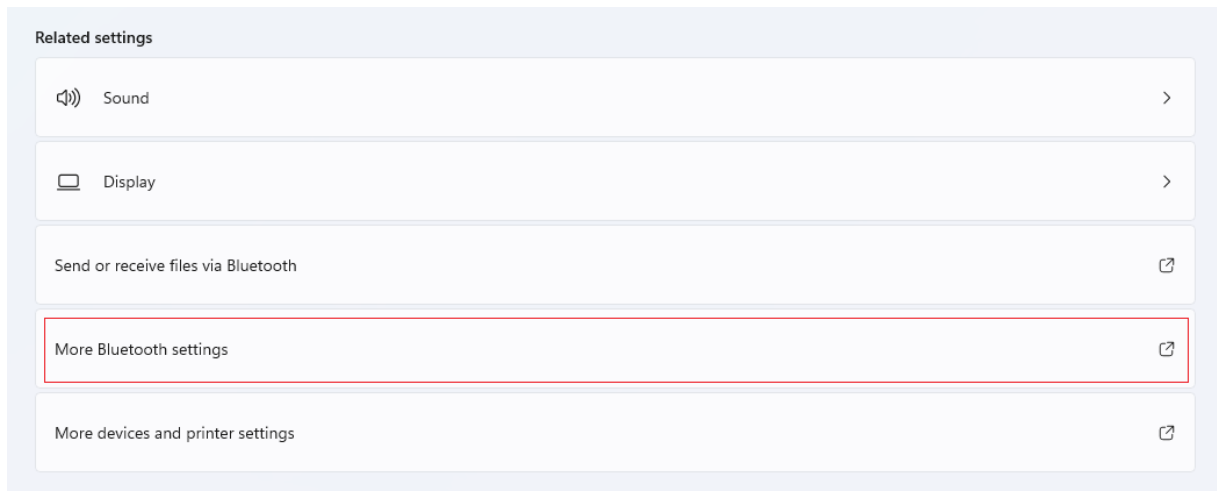 Related settings
Sound
Display
Send or receive files via Bluetooth
More Bluetooth settings
More devices and printer settings